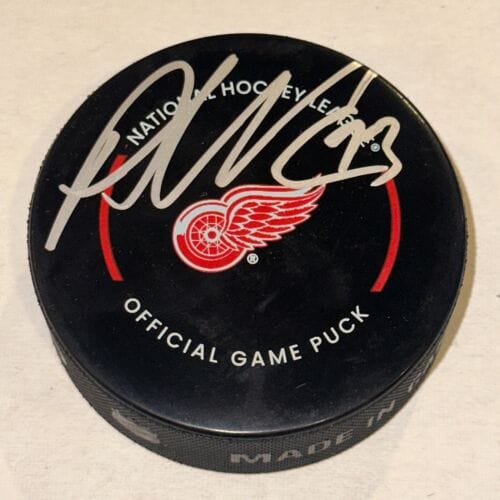 NATIONAL HOCKEY LEAGUE
®
OFFICIAL GAME PUCK
MADE IN